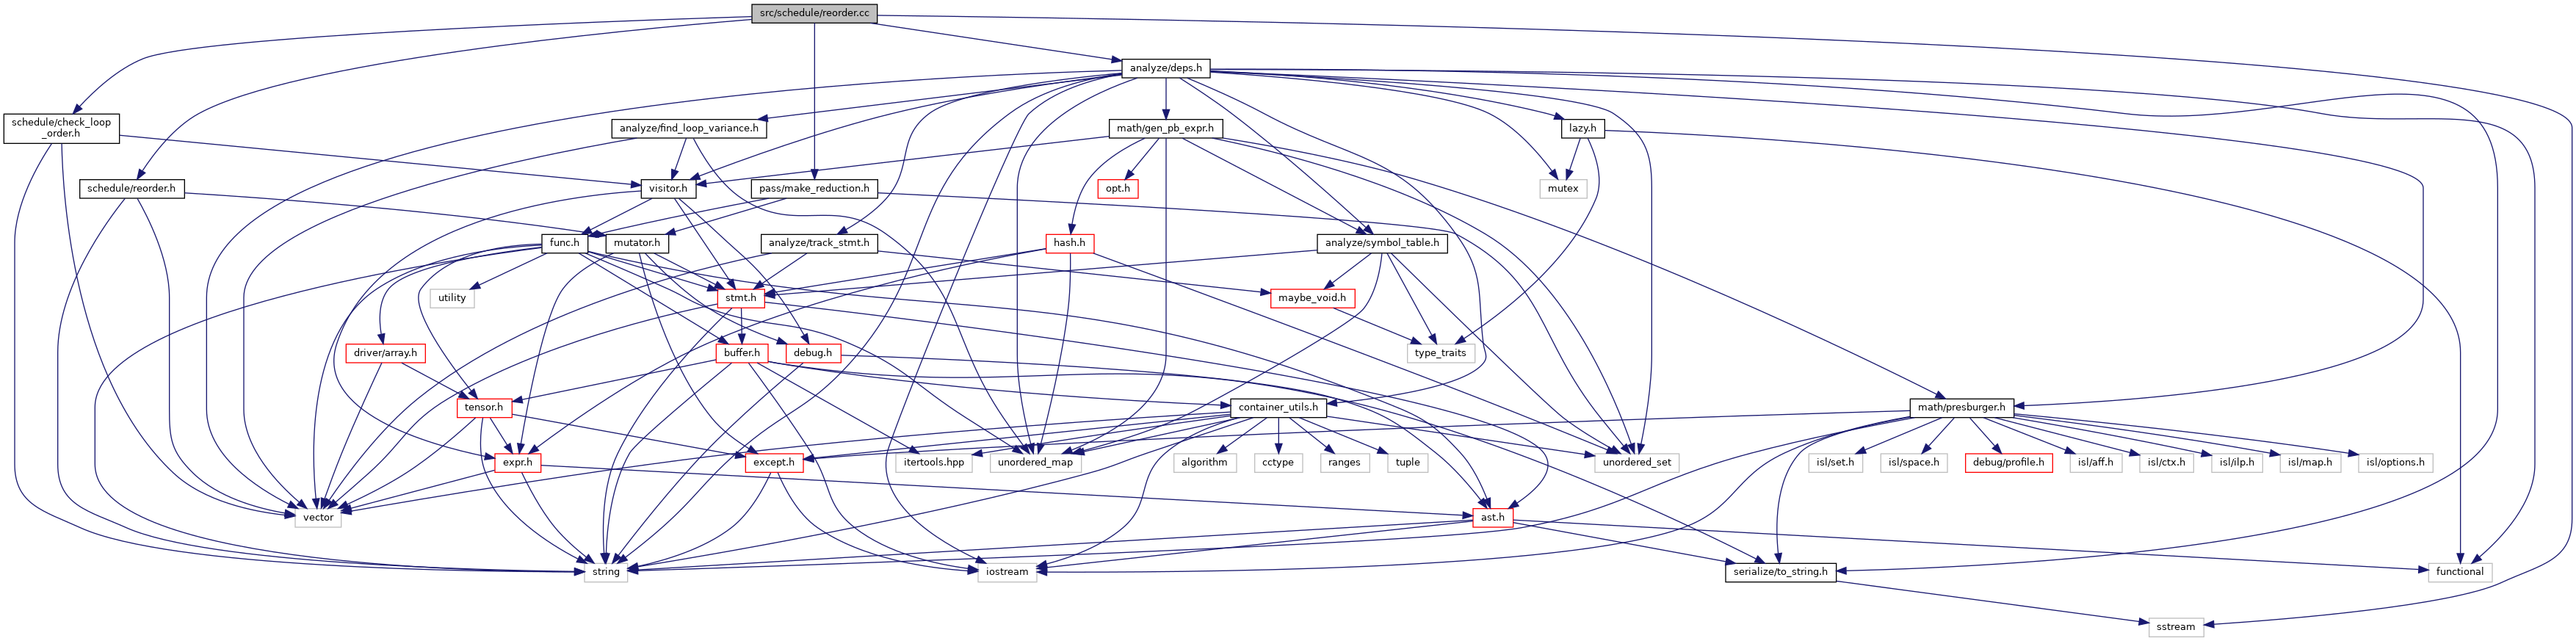 src/schedule/reorder.cc
analyze/deps.h
schedule/check_loop
_order.h
analyze/find_loop_variance.h
math/gen_pb_expr.h
lazy.h
schedule/reorder.h
visitor.h
pass/make_reduction.h
opt.h
mutex
func.h
mutator.h
analyze/track_stmt.h
hash.h
analyze/symbol_table.h
utility
stmt.h
maybe_void.h
driver/array.h
buffer.h
debug.h
type_traits
tensor.h
container_utils.h
math/presburger.h
expr.h
except.h
itertools.hpp
unordered_map
algorithm
cctype
ranges
tuple
unordered_set
isl/set.h
isl/space.h
debug/profile.h
isl/aff.h
isl/ctx.h
isl/ilp.h
isl/map.h
isl/options.h
vector
ast.h
string
iostream
serialize/to_string.h
functional
sstream